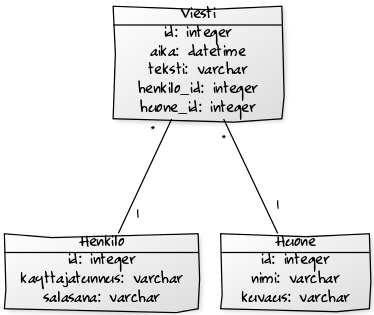 Viesti
id: integer
aika: datetime
teksti: varchar
henkilo_id: integer
huone_id: integer
*
*
1
1
Henkilo
id: integer
kayttajatunnus: varchar
salasana: varchar
Huone
id: integer
nimi: varchar
kuvaus: varchar